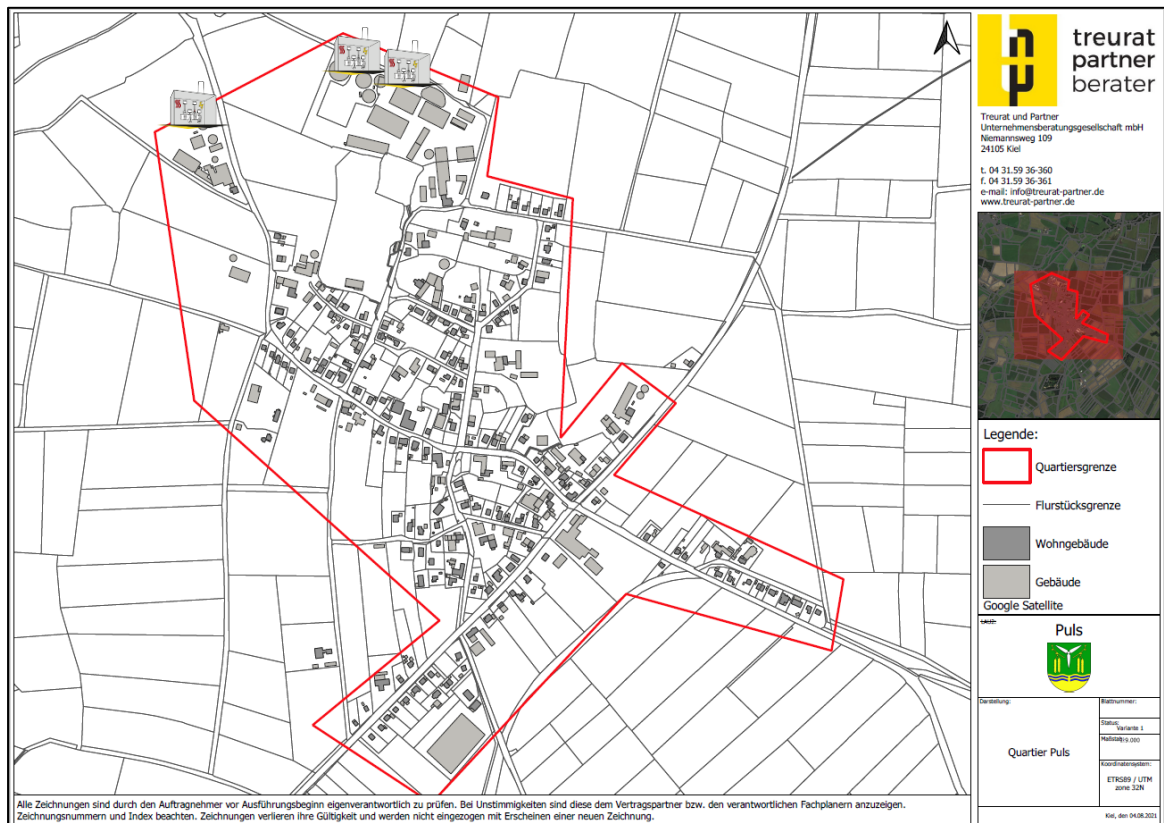 treurat
partner
berater
Treurat und Partner
Unternehmensberatungsgesellschaft mbH
Niemannsweg 109
24105 Kiel
t. 04 31.59 36-360
f. 04 31.59 36-361
e-mail: info@treurat-partner.de
www.treurat-partner.de
Legende:
Quartiersgrenze
Flurstücksgrenze
Wohngebäude
Gebäude
Google Satellite
Puls
Darstellung:
Quartier Puls
Blattnummer:
Status:
Variante 1
Koordinatensystem:
ETRS89 / UTM
zone 32N
Kiel, den 04.08.2021
Alle Zeichnungen sind durch den Auftragnehmer vor Ausführungsbeginn eigenverantwortlich zu prüfen. Bei Unstimmigkeiten sind diese dem Vertragspartner bzw. den verantwortlichen Fachplanern anzuzeigen.
Zeichnungsnummern und Index beachten. Zeichnungen verlieren ihre Gültigkeit und werden nicht eingezogen mit Erscheinen einer neuen Zeichnung.